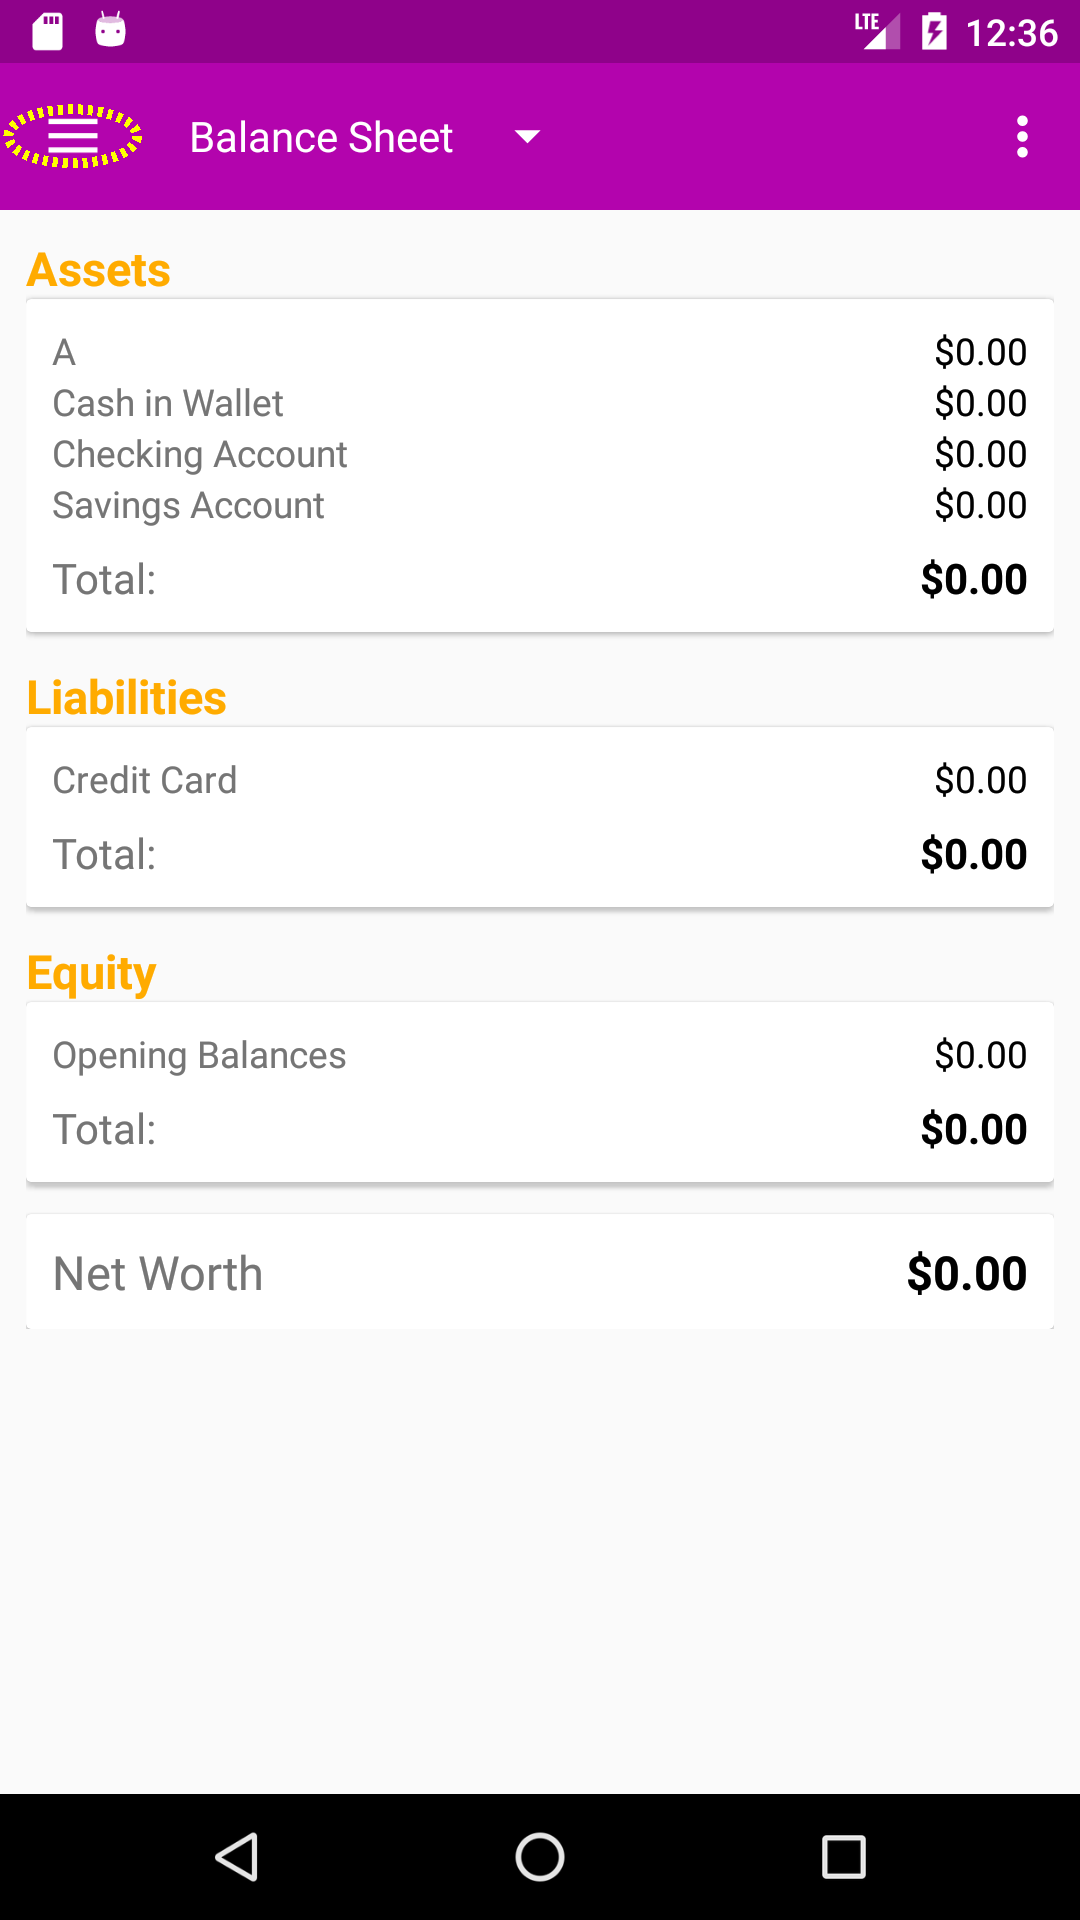 LTE 12:36
Balance Sheet
Assets
A $0.00
Cash in Wallet $0.00
Checking Account $0.00
Savings Account $0.00
Total: $0.00
Liabilities
Credit Card $0.00
Total: $0.00
Equity
Opening Balances $0.00
Total: $0.00
Net Worth $0.00